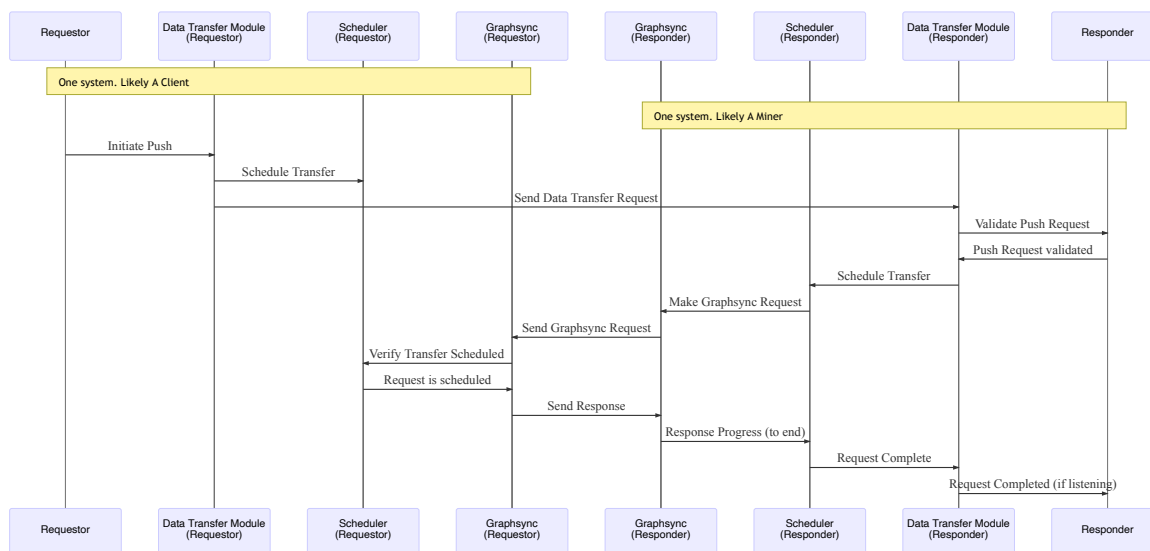 Requestor
Data Transfer Module
(Requestor)
Scheduler
(Requestor)
Graphsync
(Requestor)
Graphsync
(Responder)
Scheduler
(Responder)
Data Transfer Module
(Responder)
Responder
One system. Likely A Client
One system. Likely A Miner
Initiate Push
Schedule Transfer
Send Data Transfer Request
Validate Push Request
Push Request validated
Schedule Transfer
Make Graphsync Request
Send Graphsync Request
Verify Transfer Scheduled
Request is scheduled
Send Response
Response Progress (to end)
Request Complete
Request Completed (if listening)
Requestor
Data Transfer Module
(Requestor)
Scheduler
(Requestor)
Graphsync
(Requestor)
Graphsync
(Responder)
Scheduler
(Responder)
Data Transfer Module
(Responder)
Responder